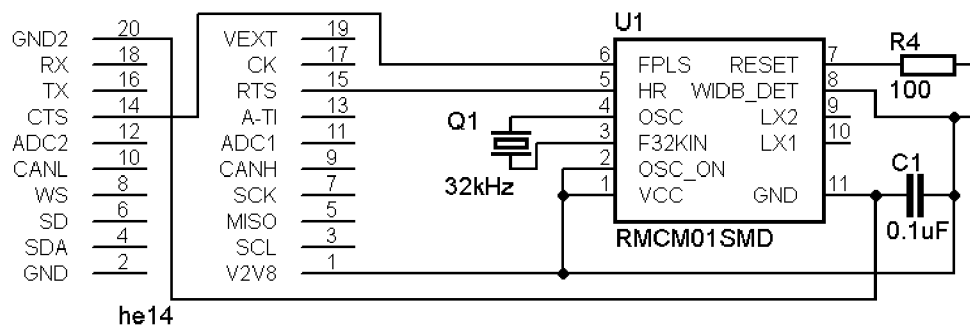 U1
GND2 20 VEXT 19 R4
RX 18 CK 17 6 FPLS RESET 7
TX 16 RTS 15 5 HR WIDB_DET 8 100
CTS 14 A-TI 13 Q1 4 OSC LX2 9
ADC2 12 ADC1 11 3 F32KIN LX1 10
CANL 10 CANH 9 2 OSC_ON C1
WS 8 SCK 7 32kHz 1 VCC GND 11
SD 6 MISO 5 RMCM01SMD 0.1uF
SDA 4 SCL 3
GND 2 V2V8 1
he14